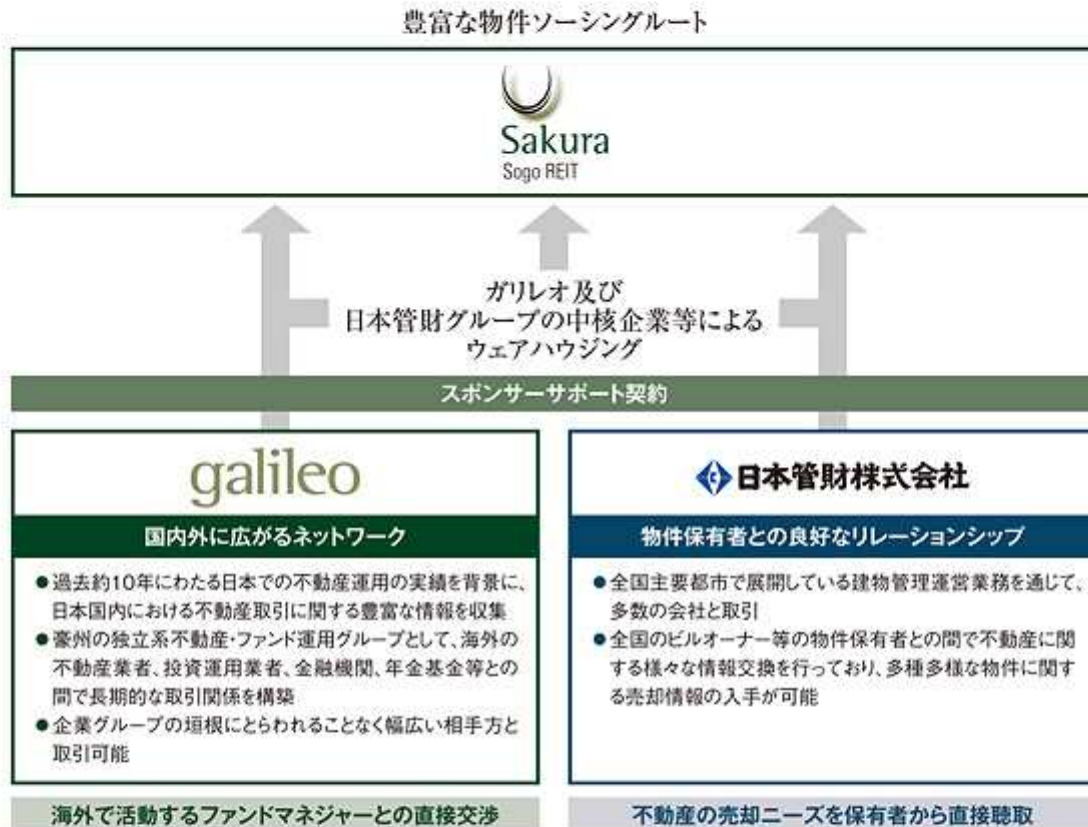 豊富な物件ソーシングルート
Sakura
Sogo REIT
ガリレオ及び
日本管財グループの中核企業等による
ウェアハウジング
スポンサーサポート契約
galileo
国内外に広がるネットワーク
●過去約10年にわたる日本での不動産運用の実績を背景に、
日本国内における不動産取引に関する豊富な情報を収集
●豪州の独立系不動産・ファンド運用グループとして、海外の
不動産業者、投資運用業者、金融機関、年金基金等との
間で長期的な取引関係を構築
●企業グループの垣根にとらわれることなく幅広い相手方と
取引可能
海外で活動するファンドマネジャーとの直接交渉
日本管財株式会社
物件保有者との良好なリレーションシップ
●全国主要都市で展開している建物管理運営業務を通じて、
多数の会社と取引
●全国のビルオーナー等の物件保有者との間で不動産に関
する様々な情報交換を行っており、多種多様な物件に関す
る売却情報の入手が可能
不動産の売却ニーズを保有者から直接聴取